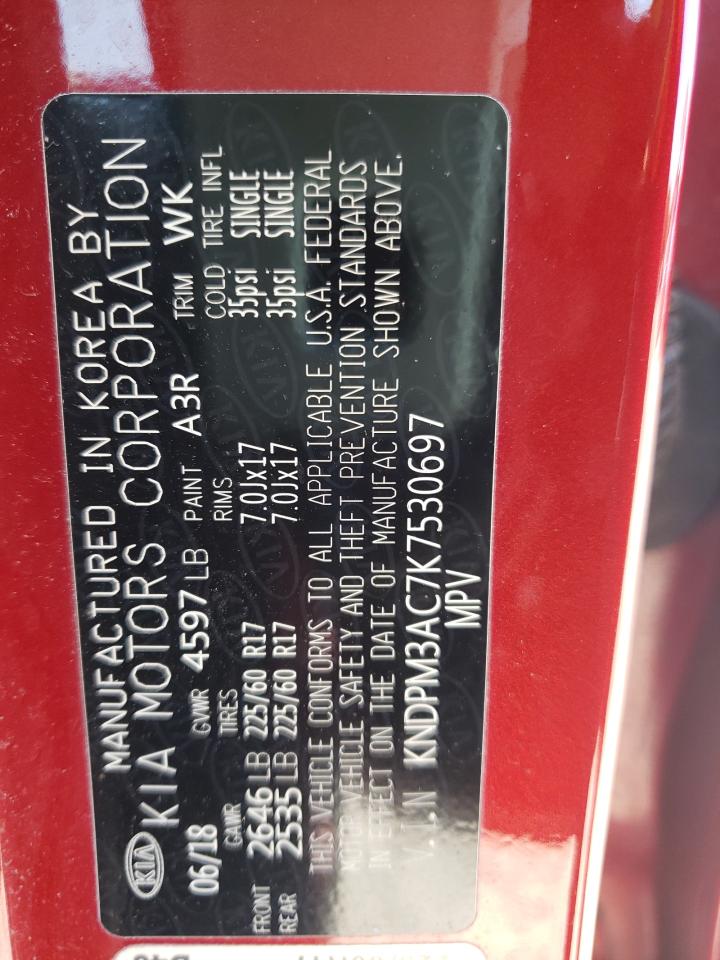 KIA MANUFACTURED IN KOREA BY
KIA MOTORS CORPORATION
06/18 GVWR 4597 LB PAINT A3R TRIM WK
GAWR TIRES RIMS COLD TIRE INFL
FRONT 2646 LB 225/60 R17 7.0Jx17 35psi SINGLE
REAR 2535 LB 225/60 R17 7.0Jx17 35psi SINGLE
THIS VEHICLE CONFORMS TO ALL APPLICABLE U.S.A. FEDERAL
MOTOR VEHICLE SAFETY AND THEFT PREVENTION STANDARDS
IN EFFECT ON THE DATE OF MANUFACTURE SHOWN ABOVE.
V.I.N KNDPM3AC7K7530697
MPV